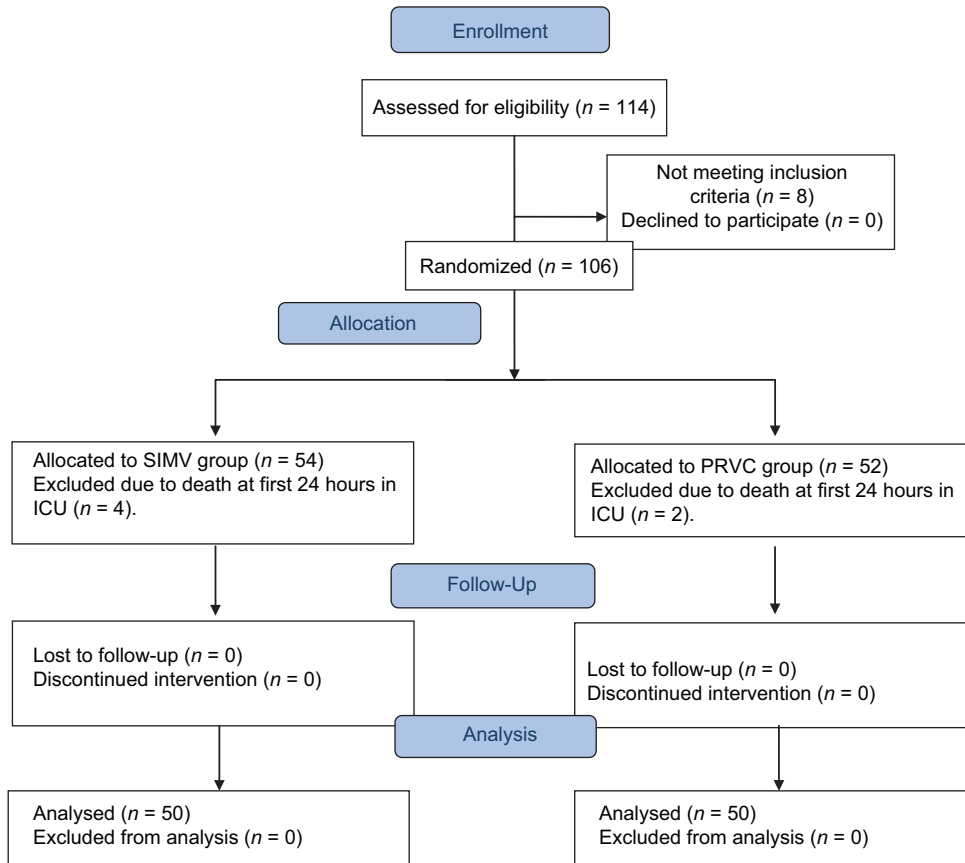 Enrollment
Assessed for eligibility (n = 114)
Not meeting inclusion
criteria (n = 8)
Declined to participate (n = 0)
Randomized (n = 106)
Allocation
Allocated to SIMV group (n = 54)
Excluded due to death at first 24 hours in
ICU (n = 4).
Allocated to PRVC group (n = 52)
Excluded due to death at first 24 hours in
ICU (n = 2).
Follow-Up
Lost to follow-up (n = 0)
Discontinued intervention (n = 0)
Lost to follow-up (n = 0)
Discontinued intervention (n = 0)
Analysis
Analysed (n = 50)
Excluded from analysis (n = 0)
Analysed (n = 50)
Excluded from analysis (n = 0)